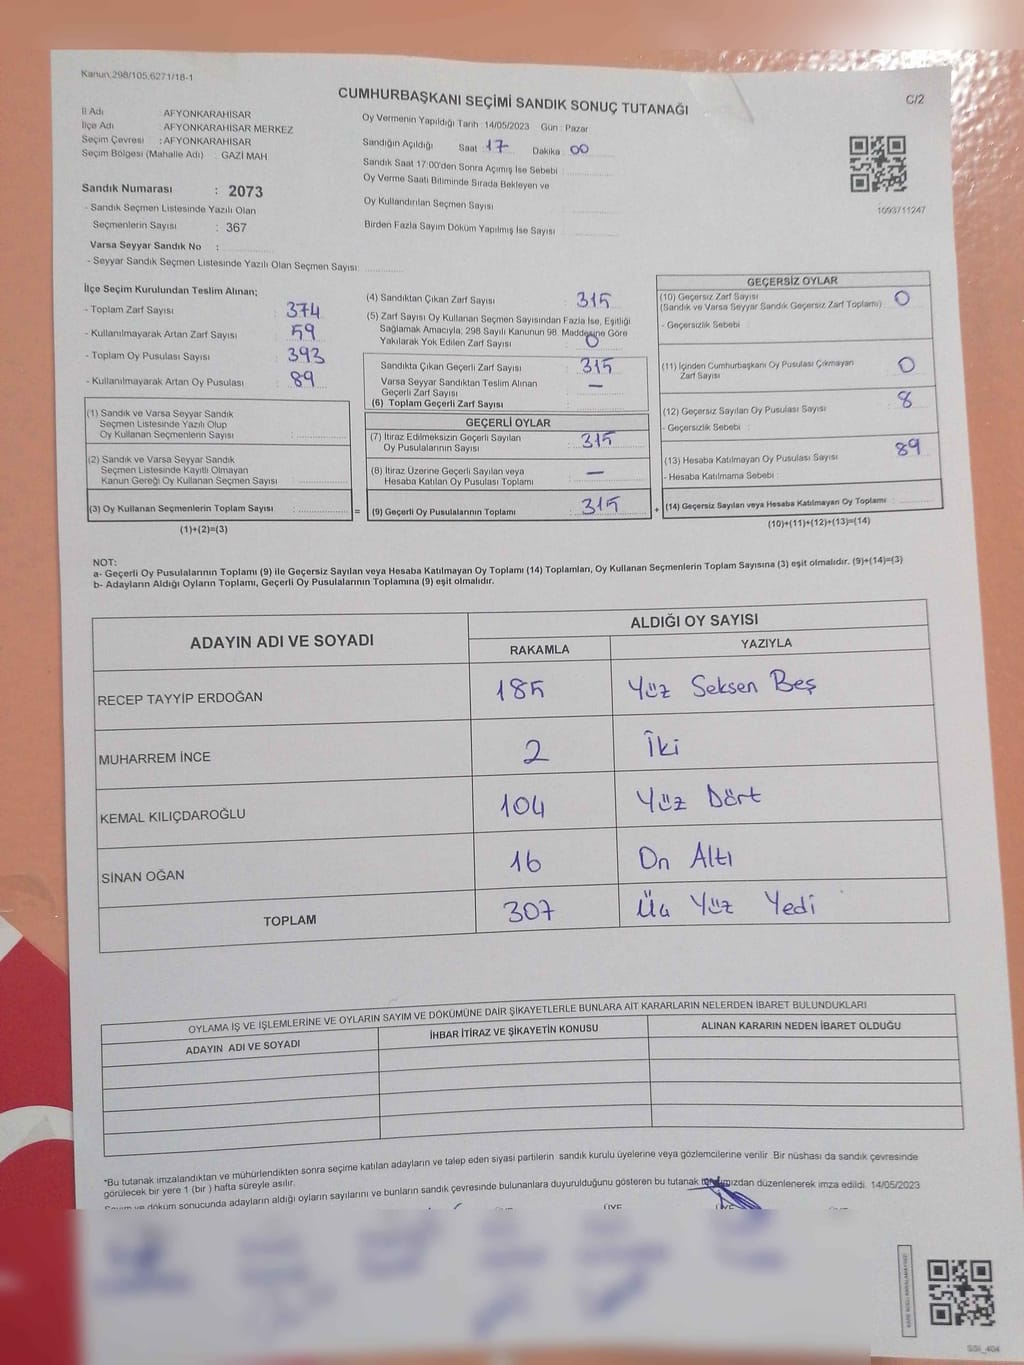 Kanun.298/105,6271/18-1
C/2
CUMHURBAŞKANI SEÇİMİ SANDIK SONUÇ TUTANAĞI
İl Adı : AFYONKARAHİSAR
İlçe Adı : AFYONKARAHİSAR MERKEZ
Seçim Çevresi : AFYONKARAHİSAR
Seçim Bölgesi (Mahalle Adı) : GAZİ MAH
Sandık Numarası : 2073
- Sandık Seçmen Listesinde Yazılı Olan
Seçmenlerin Sayısı : 367
Varsa Seyyar Sandık No :
- Seyyar Sandık Seçmen Listesinde Yazılı Olan Seçmen Sayısı:
Oy Vermenin Yapıldığı Tarih : 14/05/2023 Gün : Pazar
Sandığın Açıldığı Saat : 17 Dakika : 00
Sandık Saat 17:00'den Sonra Açımış İse Sebebi :
Oy Verme Saati Bitiminde Sırada Bekleyen ve
Oy Kullandırılan Seçmen Sayısı
Birden Fazla Sayım Döküm Yapılmış İse Sayısı :
1093711247
İlçe Seçim Kurulundan Teslim Alınan;
- Toplam Zarf Sayısı : 374
- Kullanılmayarak Artan Zarf Sayısı : 59
- Toplam Oy Pusulası Sayısı : 393
- Kullanılmayarak Artan Oy Pusulası : 89
(1) Sandık ve Varsa Seyyar Sandık
Seçmen Listesinde Yazılı Olup
Oy Kullanan Seçmenlerin Sayısı :
(2) Sandık ve Varsa Seyyar Sandık
Seçmen Listesinde Kayıtlı Olmayan
Kanun Gereği Oy Kullanan Seçmen Sayısı :
(3) Oy Kullanan Seçmenlerin Toplam Sayısı :
(1)+(2)=(3)
(4) Sandıktan Çıkan Zarf Sayısı : 315
(5) Zarf Sayısı Oy Kullanan Seçmen Sayısından Fazla İse, Eşitliği
Sağlamak Amacıyla; 298 Sayılı Kanunun 98. Maddesine Göre
Yakılarak Yok Edilen Zarf Sayısı : 0
Sandıkta Çıkan Geçerli Zarf Sayısı : 315
Varsa Seyyar Sandıktan Teslim Alınan
Geçerli Zarf Sayısı : —
(6) Toplam Geçerli Zarf Sayısı :
GEÇERLİ OYLAR
(7) İtiraz Edilmeksizin Geçerli Sayılan
Oy Pusulalarının Sayısı : 315
(8) İtiraz Üzerine Geçerli Sayılan veya
Hesaba Katılan Oy Pusulası Toplamı : —
= (9) Geçerli Oy Pusulalarının Toplamı : 315 +
GEÇERSİZ OYLAR
(10) Geçersiz Zarf Sayısı
(Sandık ve Varsa Seyyar Sandık Geçersiz Zarf Toplamı) : 0
- Geçersizlik Sebebi :
(11) İçinden Cumhurbaşkanı Oy Pusulası Çıkmayan
Zarf Sayısı : 0
(12) Geçersiz Sayılan Oy Pusulası Sayısı : 8
- Geçersizlik Sebebi :
(13) Hesaba Katılmayan Oy Pusulası Sayısı : 89
- Hesaba Katılmama Sebebi :
(14) Geçersiz Sayılan veya Hesaba Katılmayan Oy Toplamı :
(10)+(11)+(12)+(13)=(14)
NOT:
a- Geçerli Oy Pusulalarının Toplamı (9) ile Geçersiz Sayılan veya Hesaba Katılmayan Oy Toplamı (14) Toplamları, Oy Kullanan Seçmenlerin Toplam Sayısına (3) eşit olmalıdır. (9)+(14)=(3)
b- Adayların Aldığı Oyların Toplamı, Geçerli Oy Pusulalarının Toplamına (9) eşit olmalıdır.
ADAYIN ADI VE SOYADI ALDIĞI OY SAYISI
RAKAMLA YAZIYLA
RECEP TAYYİP ERDOĞAN 185 Yüz Seksen Beş
MUHARREM İNCE 2 İki
KEMAL KILIÇDAROĞLU 104 Yüz Dört
SİNAN OĞAN 16 On Altı
TOPLAM 307 Üç Yüz Yedi
OYLAMA İŞ VE İŞLEMLERİNE VE OYLARIN SAYIM VE DÖKÜMÜNE DAİR ŞİKAYETLERLE BUNLARA AİT KARARLARIN NELERDEN İBARET BULUNDUKLARI
ADAYIN ADI VE SOYADI İHBAR İTİRAZ VE ŞİKAYETİN KONUSU ALINAN KARARIN NEDEN İBARET OLDUĞU
*Bu tutanak imzalandıktan ve mühürlendikten sonra seçime katılan adayların ve talep eden siyasi partilerin sandık kurulu üyelerine veya gözlemcilerine verilir. Bir nüshası da sandık çevresinde
görülecek bir yere 1 (bir) hafta süreyle asılır.
Sayım ve döküm sonucunda adayların aldığı oyların sayılarını ve bunların sandık çevresinde bulunanlara duyurulduğunu gösteren bu tutanak tarafımızdan düzenlenerek imza edildi. 14/05/2023
ÜYE ÜYE
SSİ_404